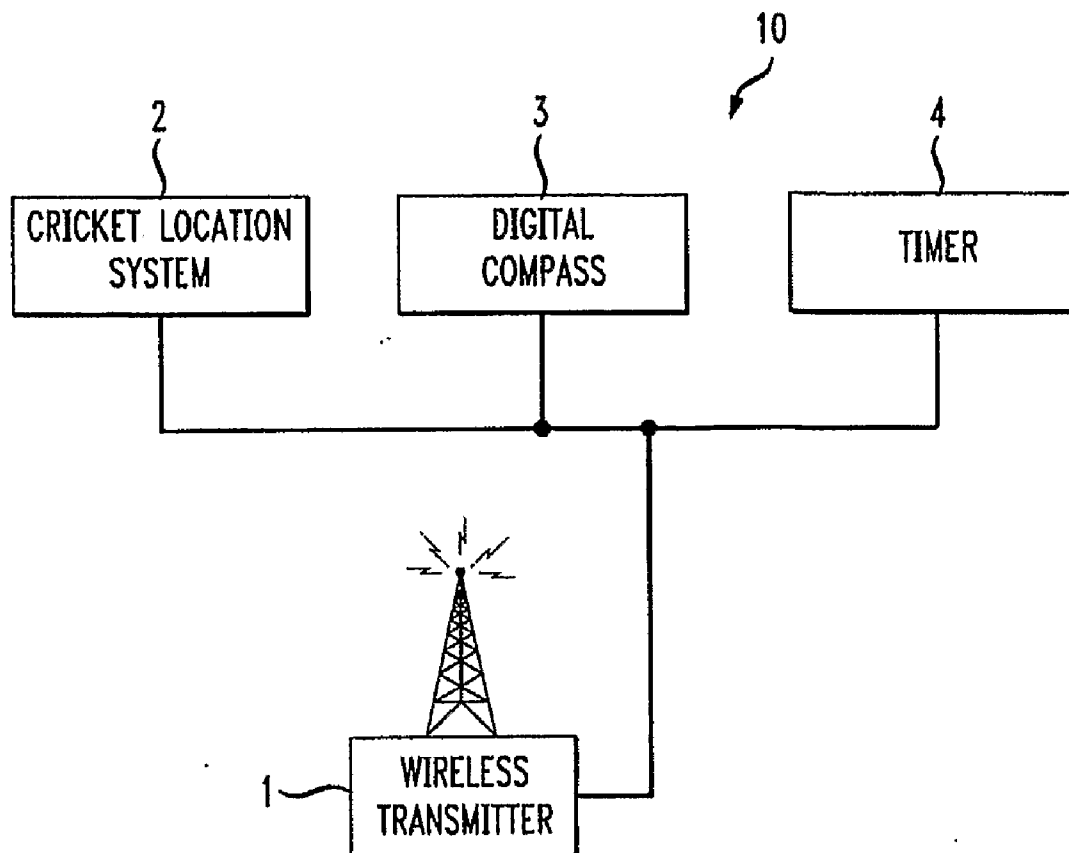 10
2
3
4
CRICKET LOCATION
SYSTEM
DIGITAL
COMPASS
TIMER
1
WIRELESS
TRANSMITTER